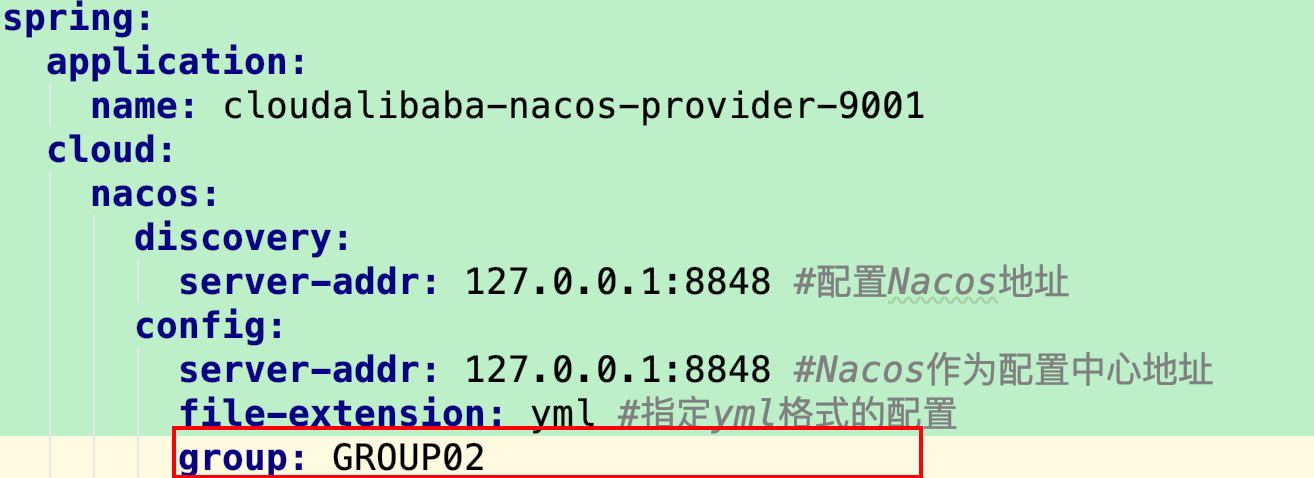 spring:
  application:
    name: cloudalibaba-nacos-provider-9001
  cloud:
    nacos:
      discovery:
        server-addr: 127.0.0.1:8848 #配置Nacos地址
      config:
        server-addr: 127.0.0.1:8848 #Nacos作为配置中心地址
        file-extension: yml #指定yml格式的配置
        group: GROUP02